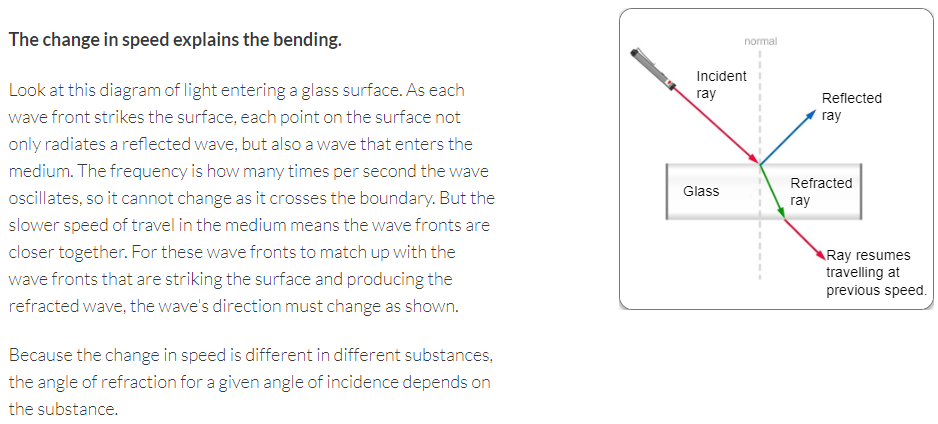 The change in speed explains the bending.
Look at this diagram of light entering a glass surface. As each
wave front strikes the surface, each point on the surface not
only radiates a reflected wave, but also a wave that enters the
medium. The frequency is how many times per second the wave
oscillates, so it cannot change as it crosses the boundary. But the
slower speed of travel in the medium means the wave fronts are
closer together. For these wave fronts to match up with the
wave fronts that are striking the surface and producing the
refracted wave, the wave's direction must change as shown.
Because the change in speed is different in different substances,
the angle of refraction for a given angle of incidence depends on
the substance.
normal
Incident
ray
Reflected
ray
Glass
Refracted
ray
Ray resumes
travelling at
previous speed.